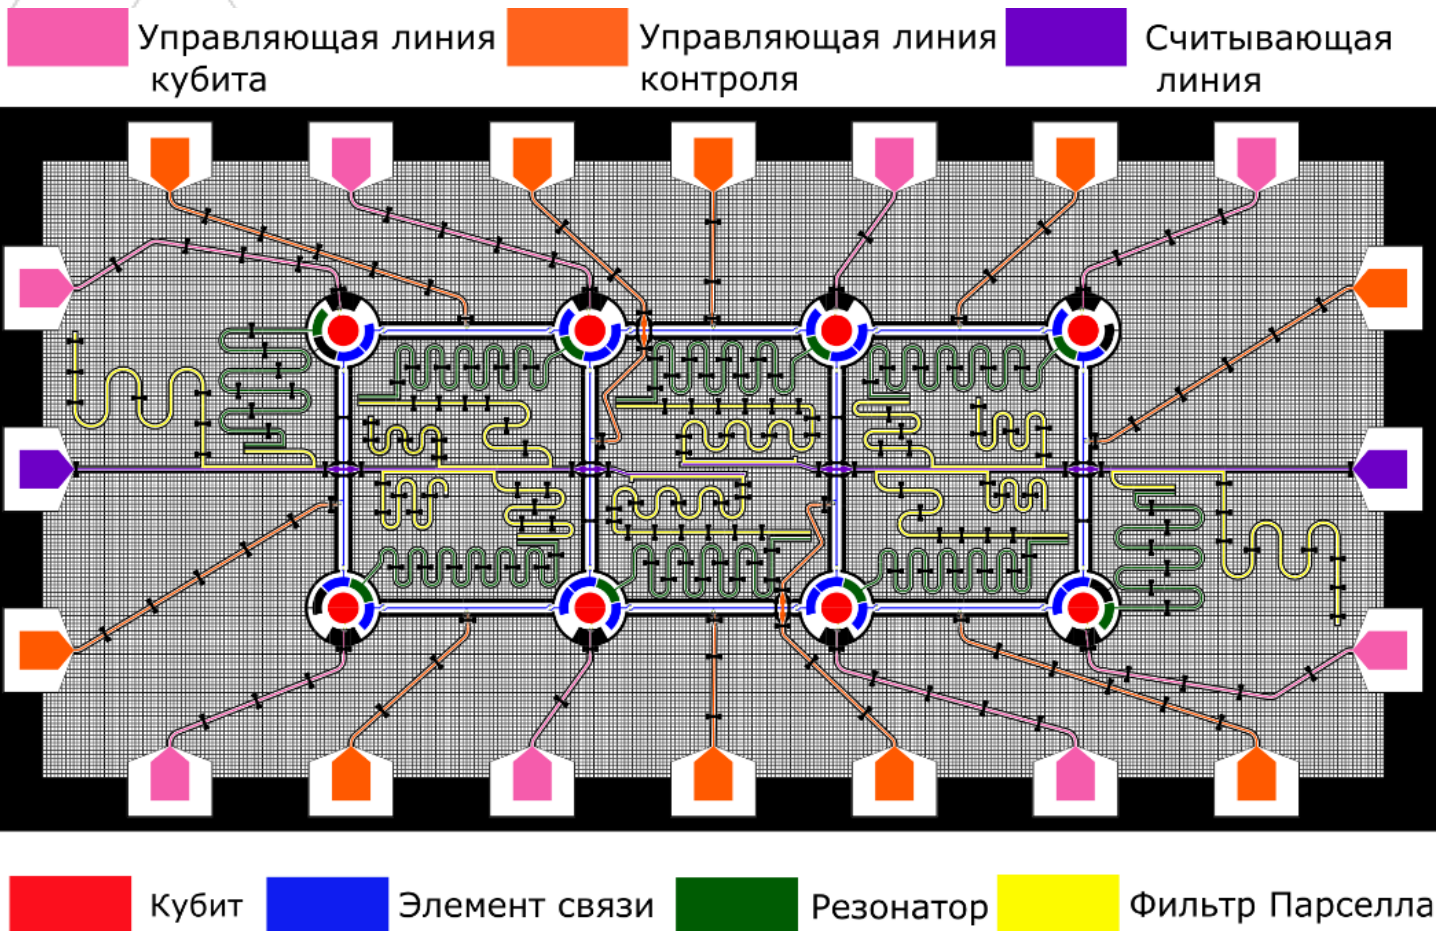 Управляющая линия
кубита
Управляющая линия
контроля
Считывающая
линия
Кубит
Элемент связи
Резонатор
Фильтр Парселла